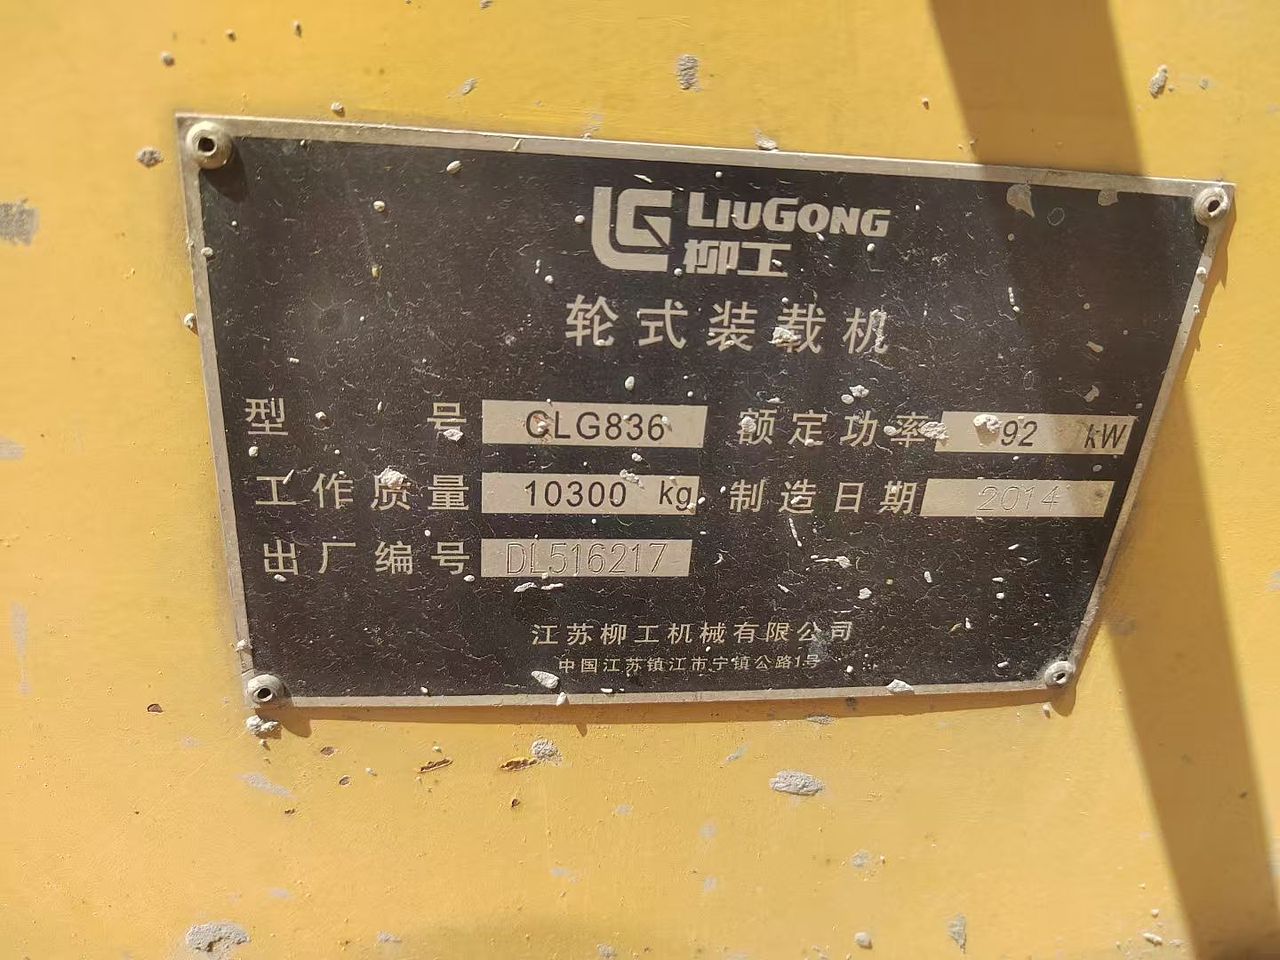 LG LIUGONG
柳工
轮式装载机
型号 CLG836 额定功率 92 kW
工作质量 10300 kg 制造日期 2014
出厂编号 DL516217
江苏柳工机械有限公司
中国江苏镇江市宁镇公路1号